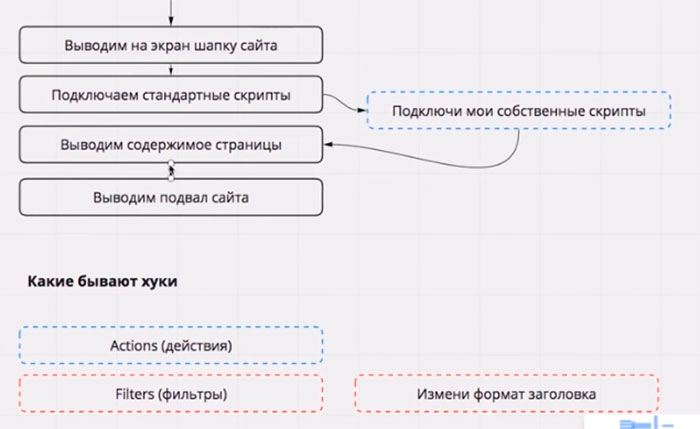 Выводим на экран шапку сайта
Подключаем стандартные скрипты
Подключи мои собственные скрипты
Выводим содержимое страницы
Выводим подвал сайта
Какие бывают хуки
Actions (действия)
Filters (фильтры)
Измени формат заголовка